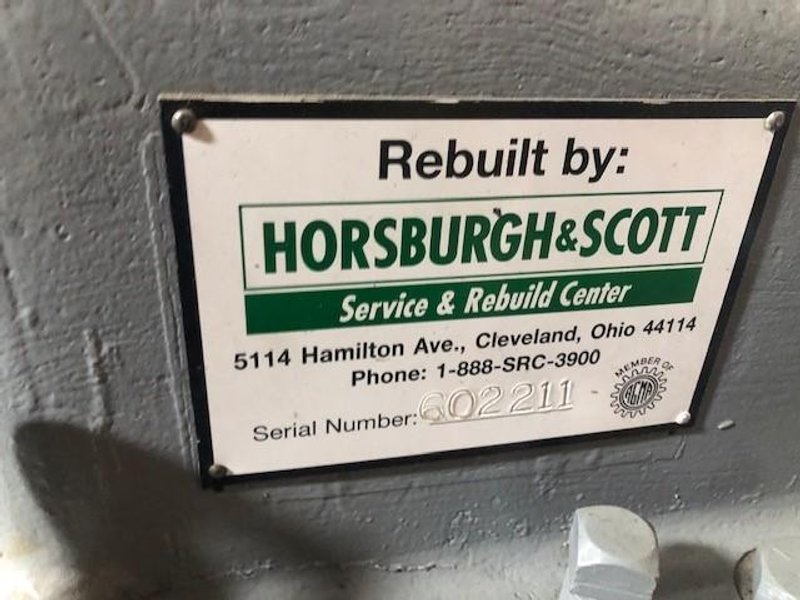 Rebuilt by:
HORSBURGH&SCOTT
Service & Rebuild Center
5114 Hamilton Ave., Cleveland, Ohio 44114
Phone: 1-888-SRC-3900
MEMBER OF
AGMA
Serial Number: 602211